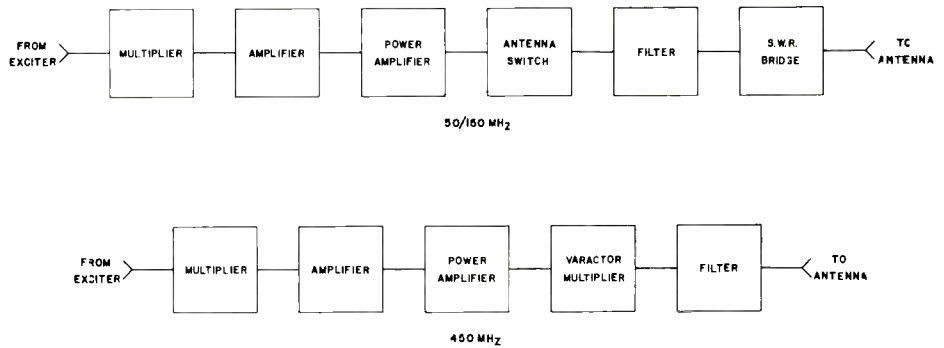 FROM
EXCITER
MULTIPLIER
AMPLIFIER
POWER
AMPLIFIER
ANTENNA
SWITCH
FILTER
S.W.R.
BRIDGE
TO
ANTENNA
50/150 MHZ
FROM
EXCITER
MULTIPLIER
AMPLIFIER
POWER
AMPLIFIER
VARACTOR
MULTIPLIER
FILTER
TO
ANTENNA
450 MHZ